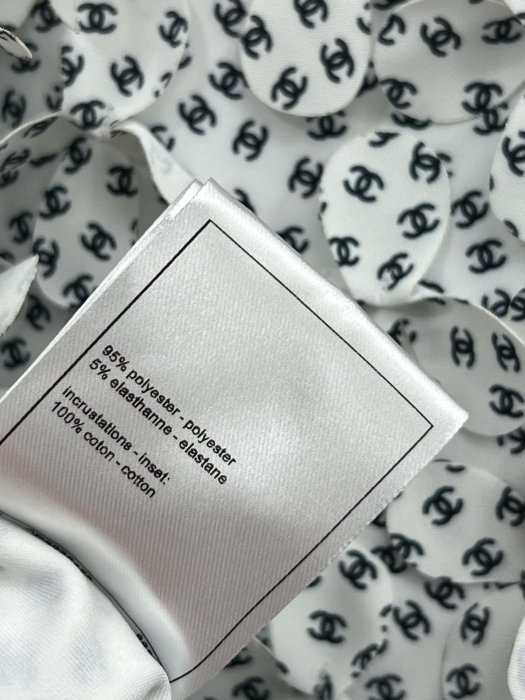 95% polyester - polyester
5% elasthanne - elastane
incrustations - inset:
100% coton - cotton